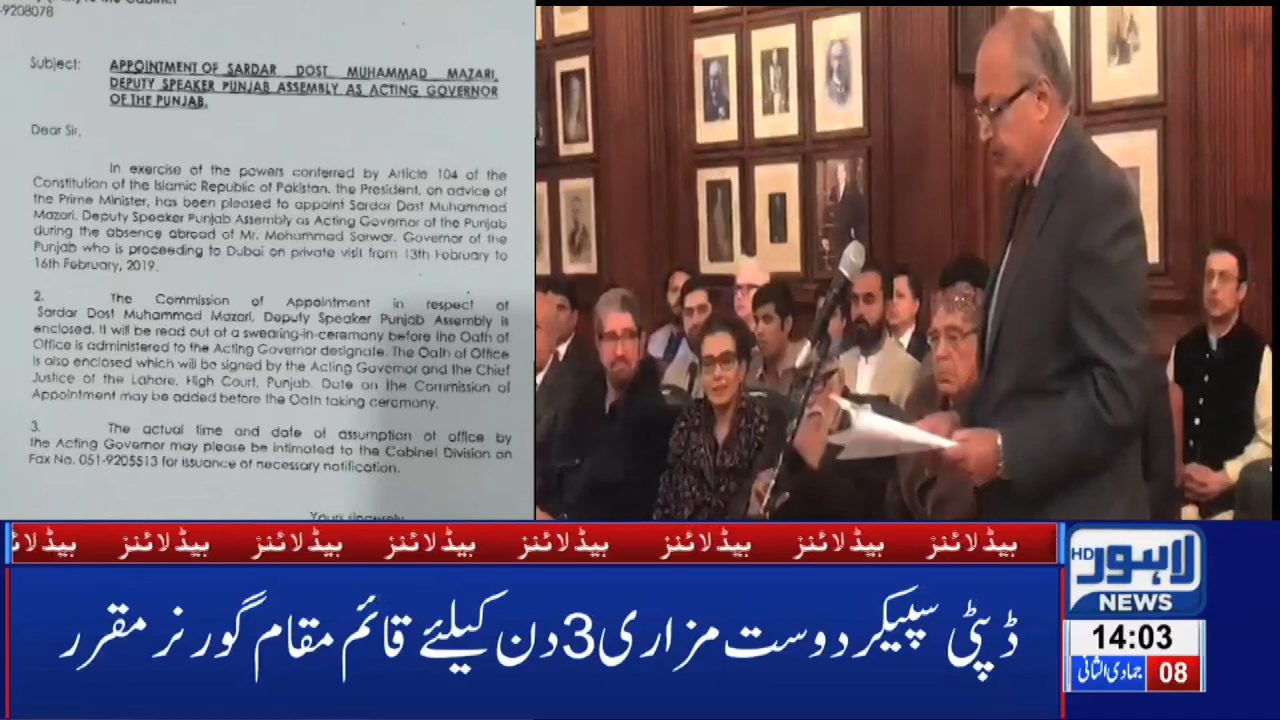 -9208078
Subject: APPOINTMENT OF SARDAR DOST MUHAMMAD MAZARI,
DEPUTY SPEAKER PUNJAB ASSEMBLY AS ACTING GOVERNOR
OF THE PUNJAB.
Dear Sir,
In exercise of the powers conferred by Article 104 of the
Constitution of the Islamic Republic of Pakistan, the President, on advice of
the Prime Minister, has been pleased to appoint Sardar Dost Muhammad
Mazari, Deputy Speaker Punjab Assembly as Acting Governor of the Punjab
during the absence abroad of Mr. Mohammad Sarwar, Governor of the
Punjab who is proceeding to Dubai on private visit from 13th February to
16th February, 2019.
2. The Commission of Appointment in respect of
Sardar Dost Muhammad Mazari, Deputy Speaker Punjab Assembly is
enclosed. It will be read out at a swearing-in-ceremony before the Oath of
Office is administered to the Acting Governor designate. The Oath of Office
is also enclosed which will be signed by the Acting Governor and the Chief
Justice of the Lahore, High Court, Punjab. Date on the Commission of
Appointment may be added before the Oath taking ceremony.
3. The actual time and date of assumption of office by
the Acting Governor may please be intimated to the Cabinet Division on
Fax No. 051-9205513 for issuance of necessary notification.
Yours sincerely
ہیڈلائنز ہیڈلائنز ہیڈلائنز ہیڈلائنز ہیڈلائنز ہیڈلائنز ہیڈلائنز ہیڈلائنز
ڈپٹی سپیکر دوست مزاری 3 دن کیلئے قائم مقام گورنر مقرر
لاہور HD
NEWS
14:03
08 جمادی الثانی